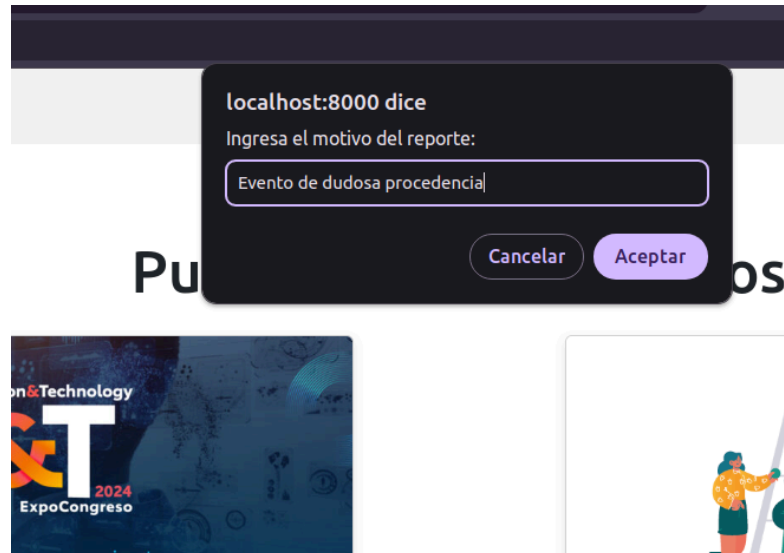 localhost:8000 dice
Ingresa el motivo del reporte:
Evento de dudosa procedencia
Cancelar
Aceptar
Pu
os
on&Technology
&T
2024
ExpoCongreso